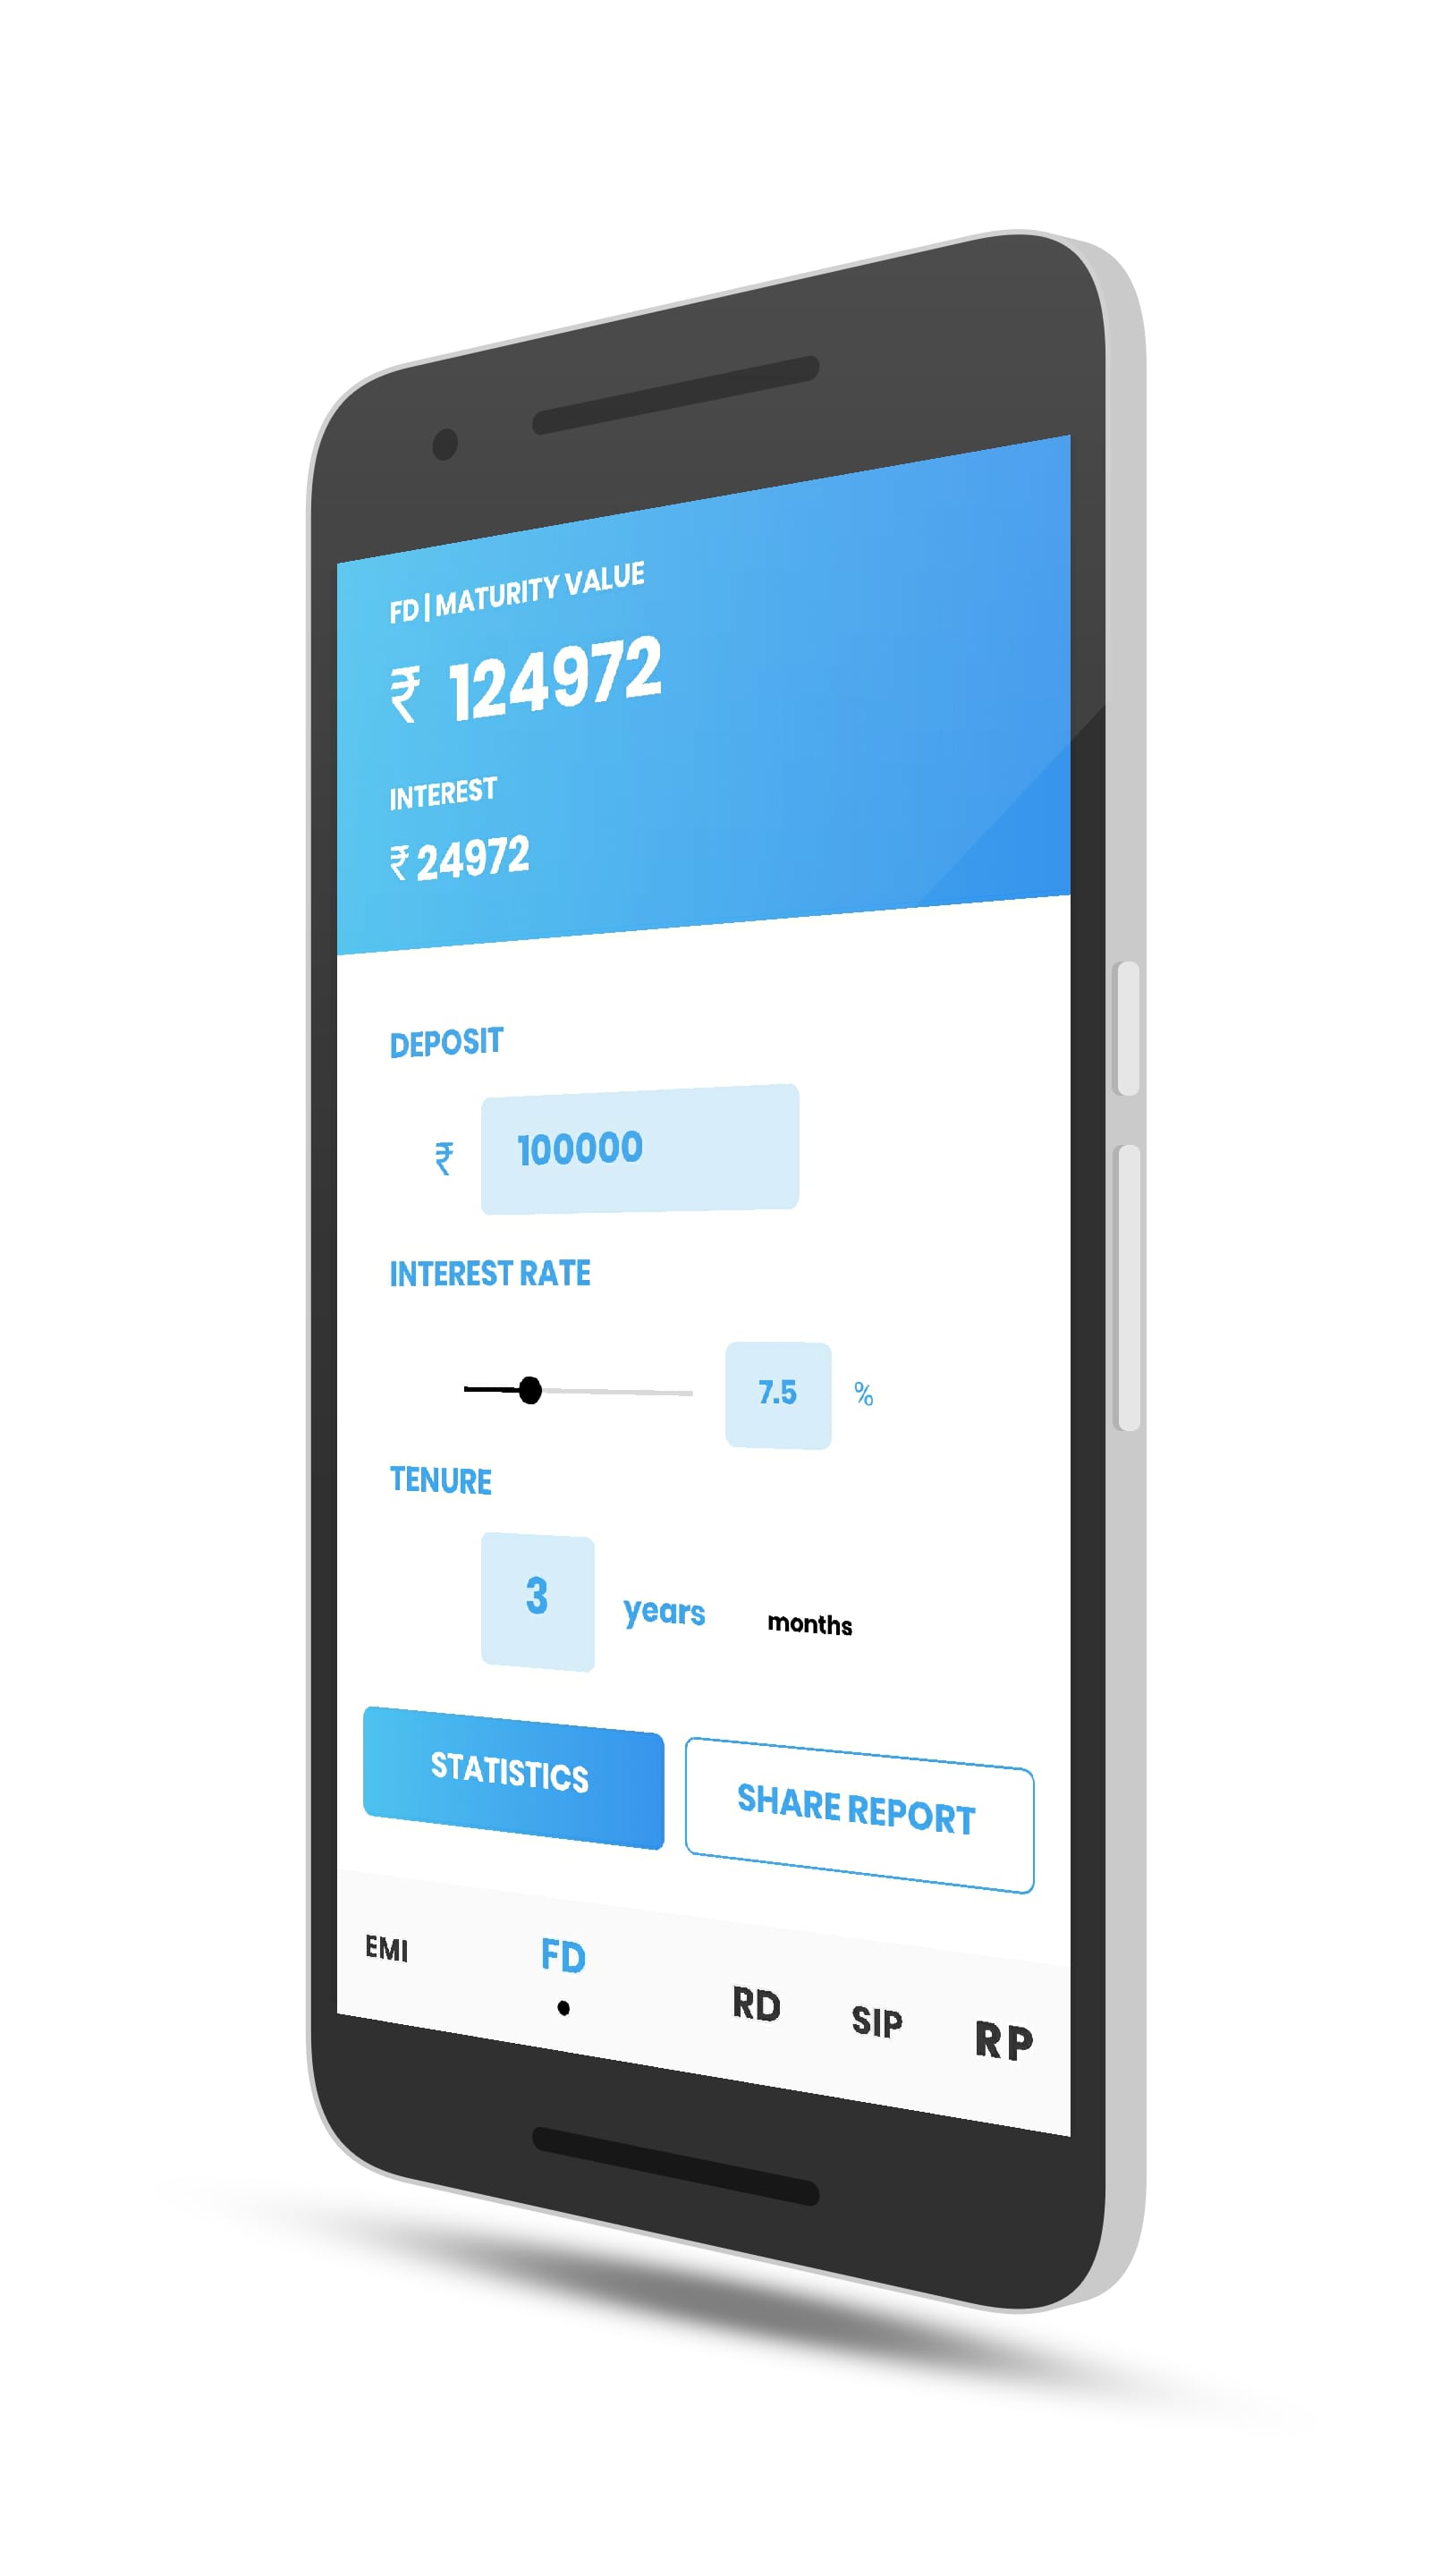 FD | MATURITY VALUE
₹ 124972
INTEREST
₹ 24972
DEPOSIT
₹ 100000
INTEREST RATE
7.5 %
TENURE
3 years months
STATISTICS SHARE REPORT
EMI FD RD SIP RP